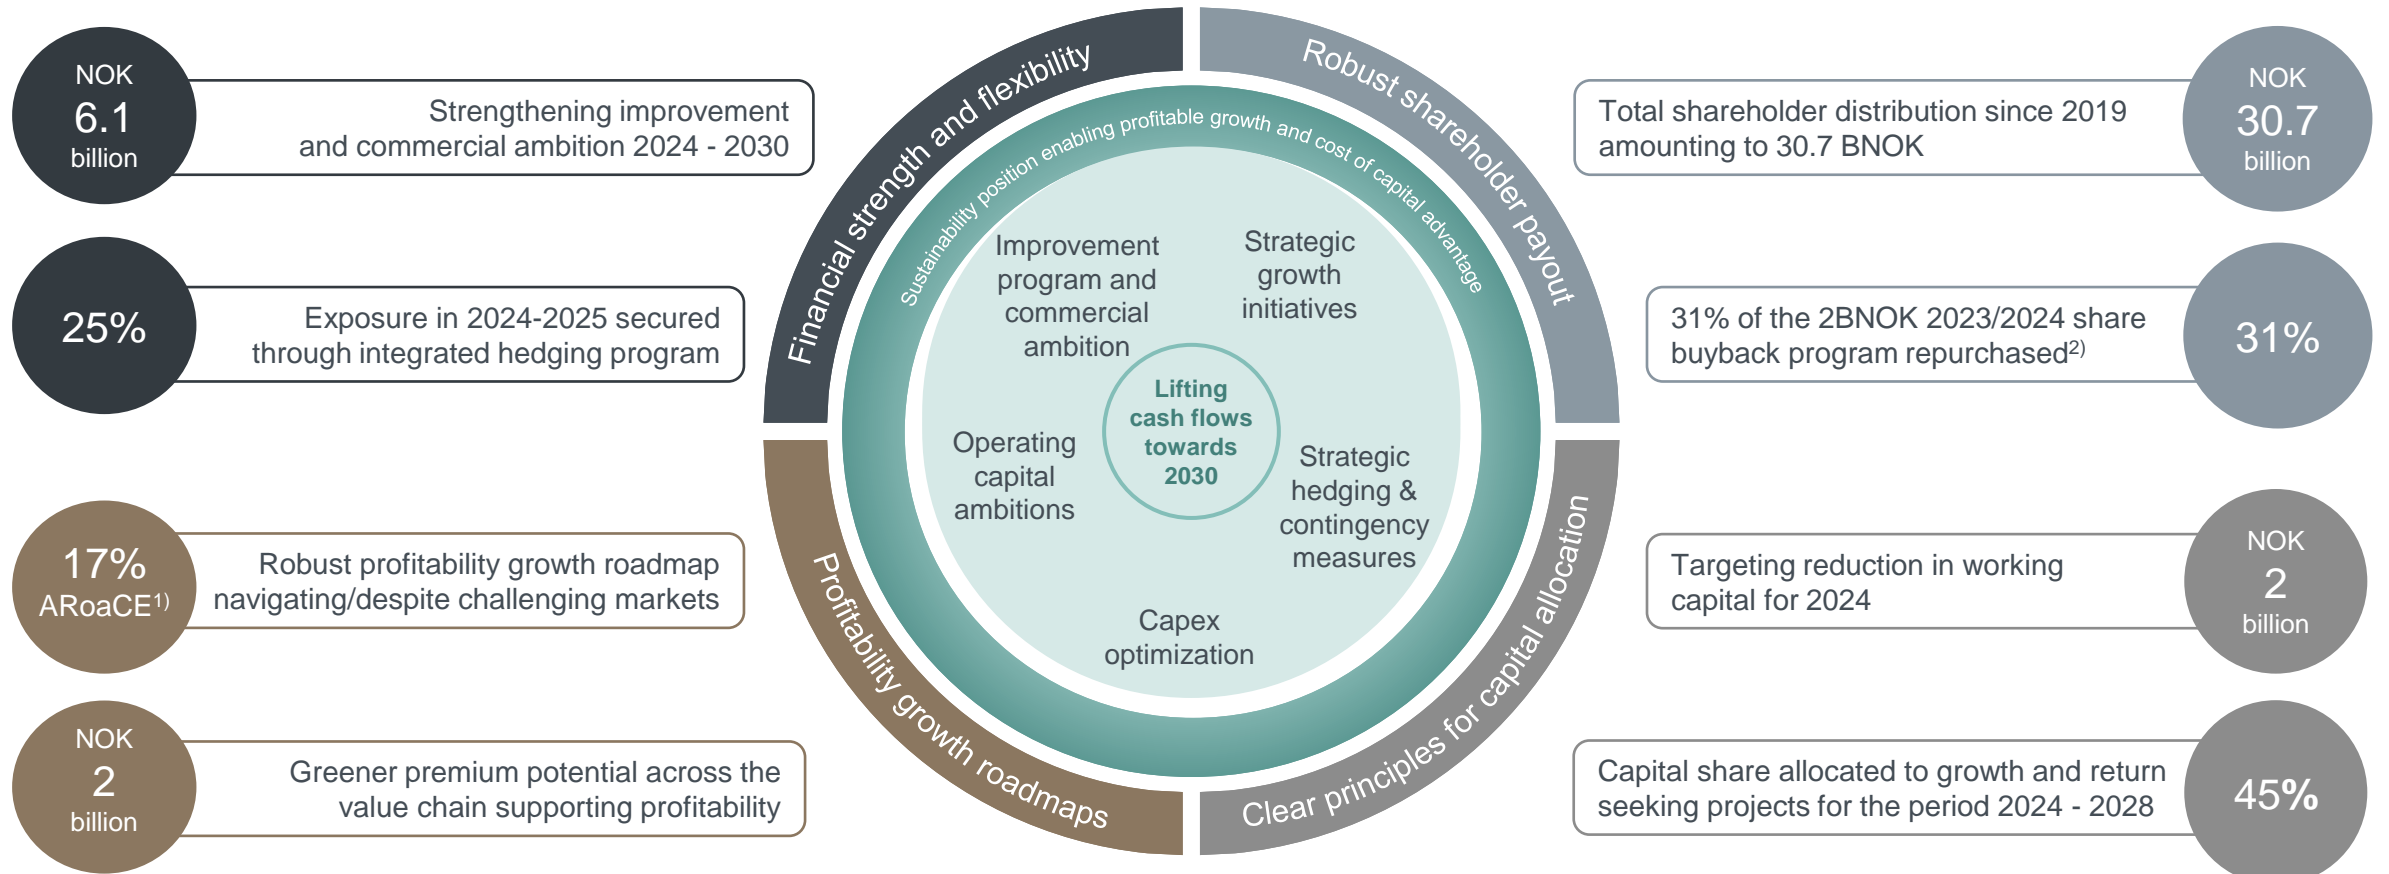 NOK
6.1
billion
Strengthening improvement
and commercial ambition 2024 - 2030
25%
Exposure in 2024-2025 secured
through integrated hedging program
17%
ARoaCE1)
Robust profitability growth roadmap
navigating/despite challenging markets
NOK
2
billion
Greener premium potential across the
value chain supporting profitability
Financial strength and flexibility
Robust shareholder payout
Profitability growth roadmaps
Clear principles for capital allocation
Sustainability position enabling profitable growth and cost of capital advantage
Improvement
program and
commercial
ambition
Strategic
growth
initiatives
Lifting
cash flows
towards
2030
Operating
capital
ambitions
Strategic
hedging &
contingency
measures
Capex
optimization
Total shareholder distribution since 2019
amounting to 30.7 BNOK
NOK
30.7
billion
31% of the 2BNOK 2023/2024 share
buyback program repurchased2)
31%
Targeting reduction in working
capital for 2024
NOK
2
billion
Capital share allocated to growth and return
seeking projects for the period 2024 - 2028
45%